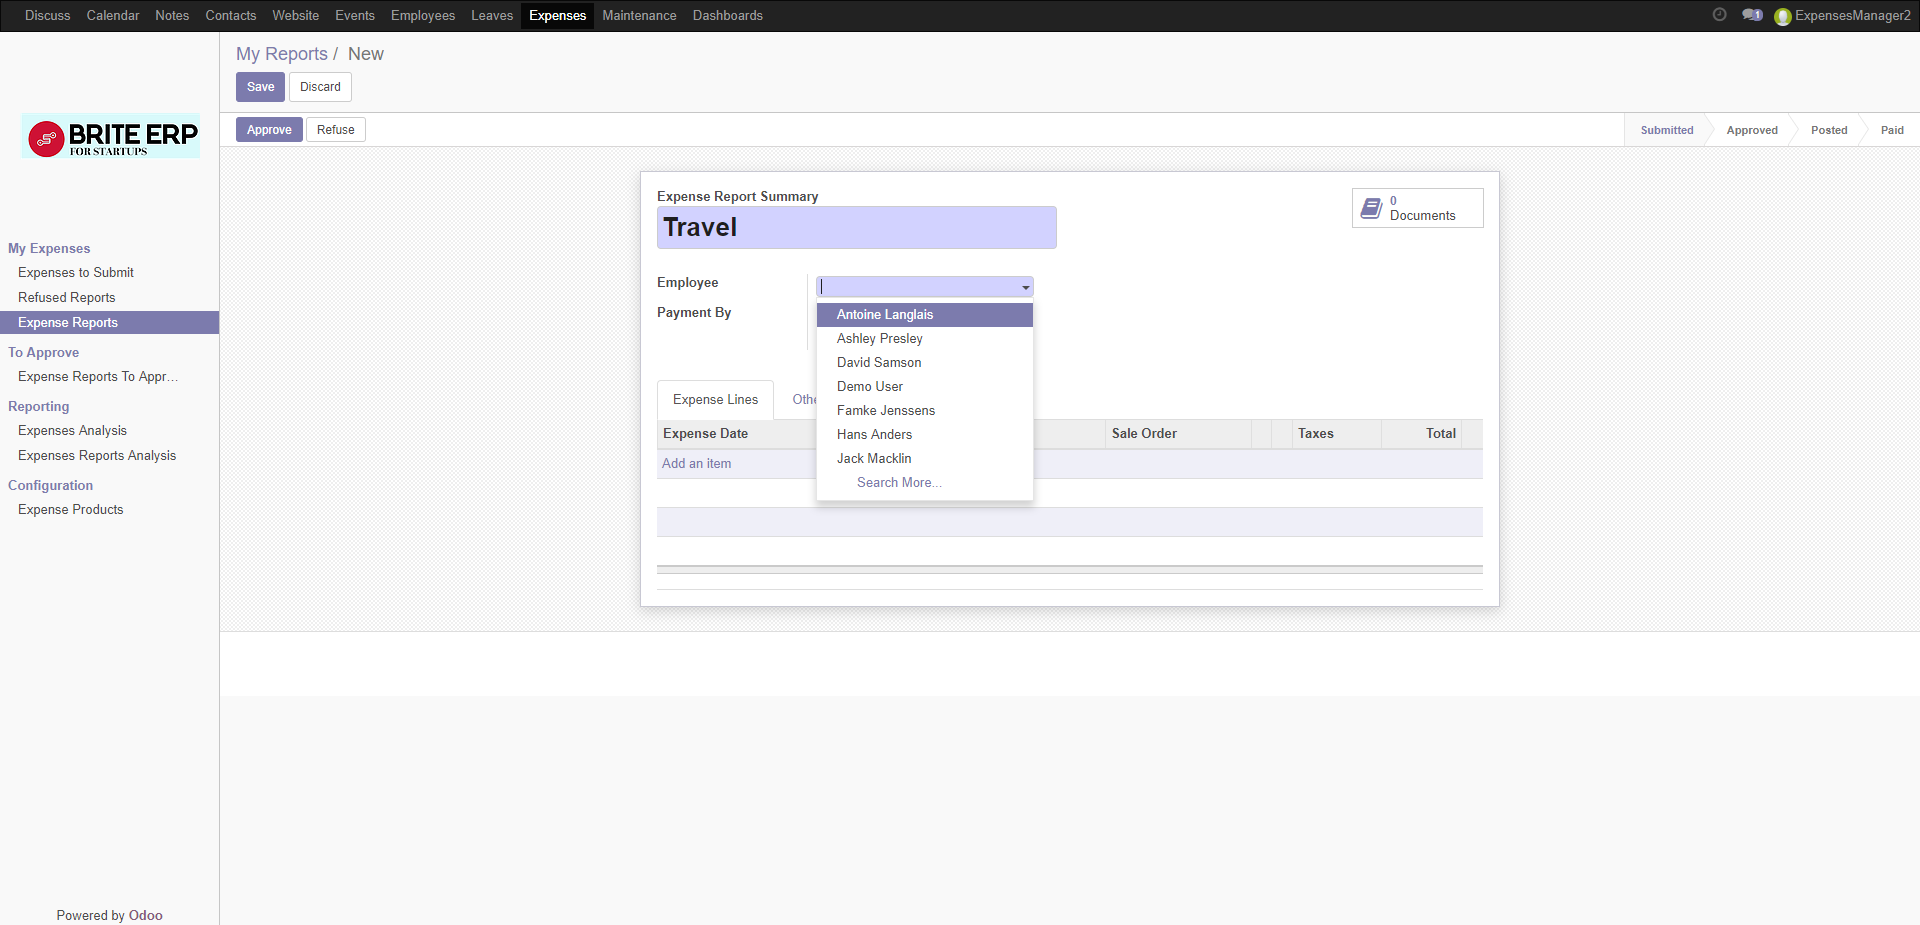 Discuss Calendar Notes Contacts Website Events Employees Leaves Expenses Maintenance Dashboards 1 ExpensesManager2
My Reports / New
Save Discard
Approve Refuse Submitted Approved Posted Paid
BRITE ERP
FOR STARTUPS
My Expenses
Expenses to Submit
Refused Reports
Expense Reports
To Approve
Expense Reports To Appr…
Reporting
Expenses Analysis
Expenses Reports Analysis
Configuration
Expense Products
Powered by Odoo
Expense Report Summary
Travel
0
Documents
Employee
Payment By
Antoine Langlais
Ashley Presley
David Samson
Demo User
Famke Jenssens
Hans Anders
Jack Macklin
Search More...
Expense Lines Othe
Expense Date Sale Order Taxes Total
Add an item